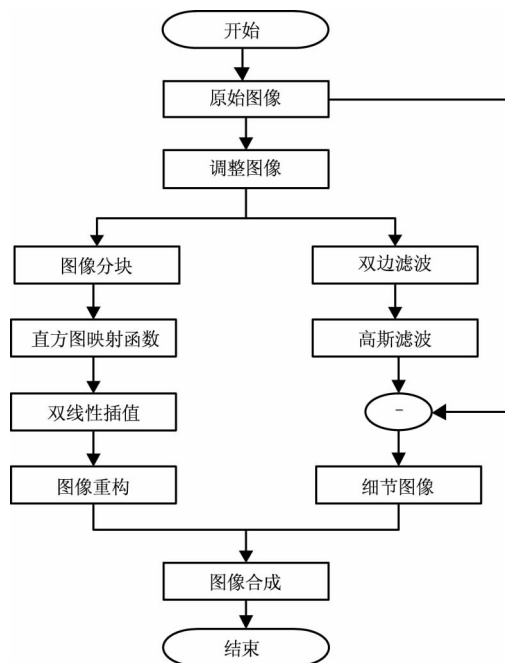 开始
原始图像
调整图像
图像分块
双边滤波
直方图映射函数
高斯滤波
双线性插值
-
图像重构
细节图像
图像合成
结束